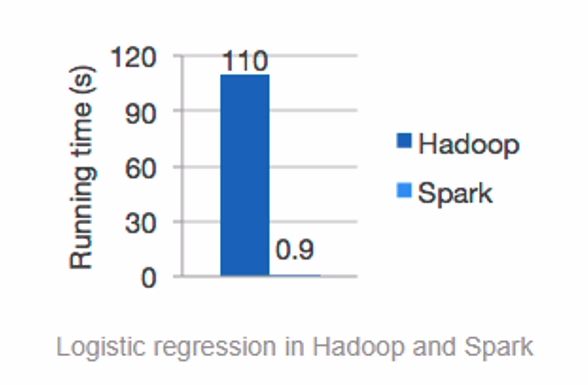 Running time (s)
120
90
60
30
0
110
0.9
Hadoop
Spark
Logistic regression in Hadoop and Spark